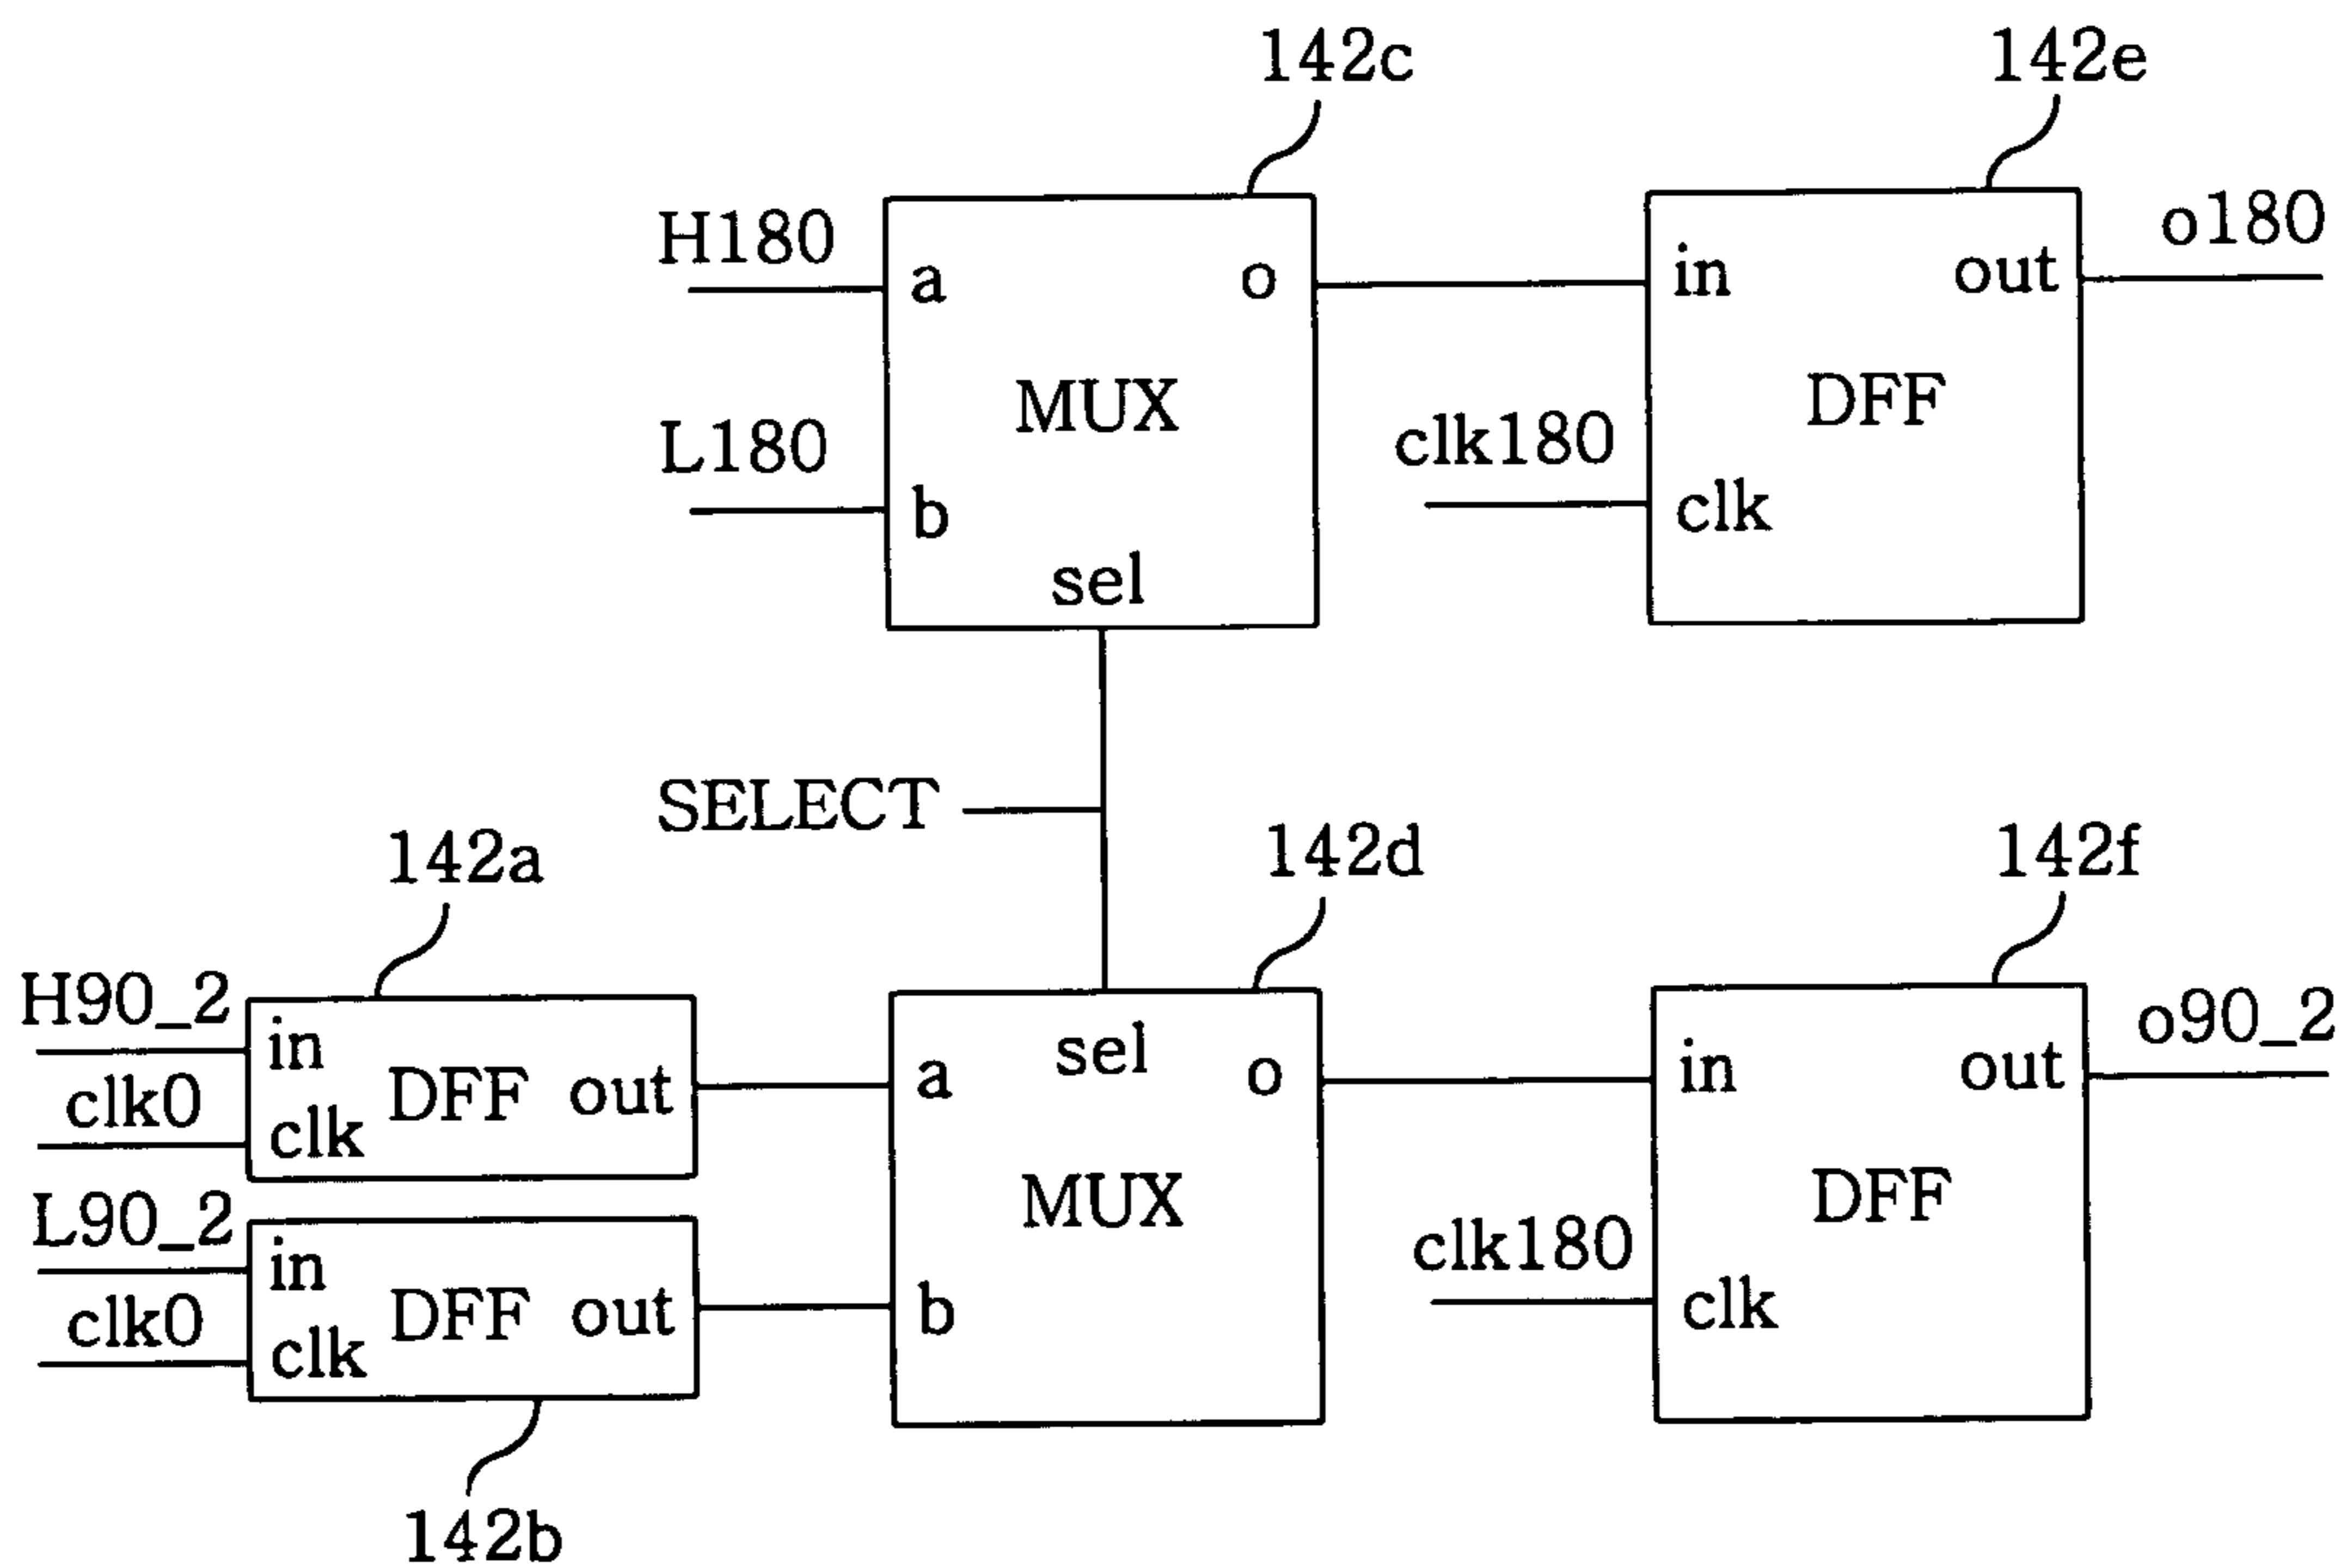 142c
142e
H180
a
o
in
out
o180
MUX
DFF
L180
clk180
b
clk
sel
SELECT
142a
142d
142f
H90_2
in
clk0
DFF
out
clk
a
sel
o
in
out
o90_2
MUX
DFF
L90_2
in
clk0
DFF
out
clk
b
clk180
clk
142b